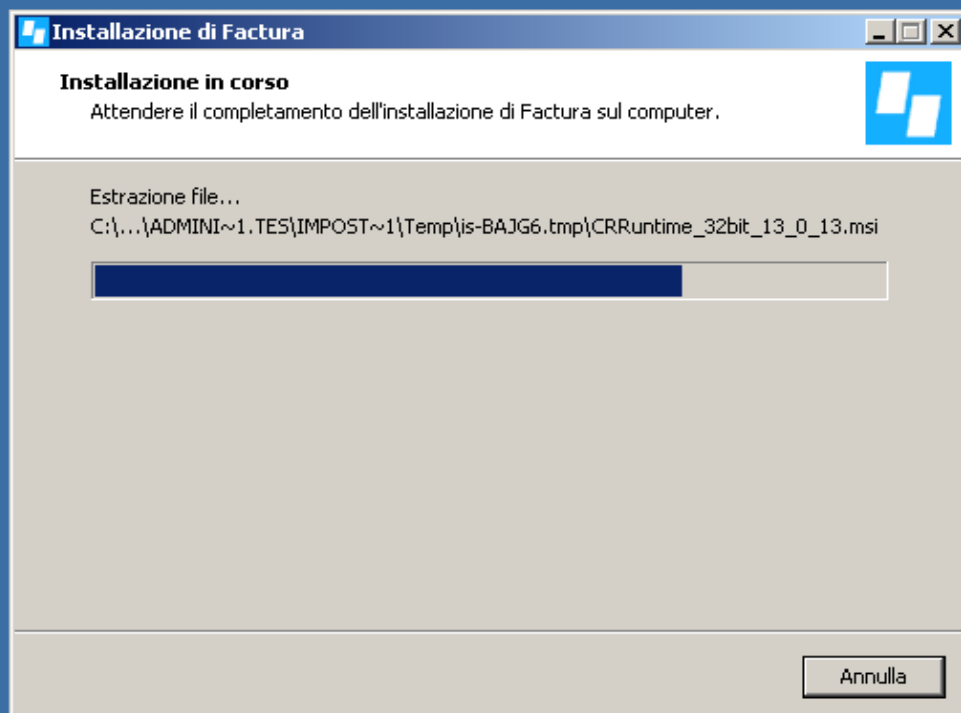 Installazione di Factura
Installazione in corso
Attendere il completamento dell'installazione di Factura sul computer.
Estrazione file...
C:\...\ADMINI~1.TES\IMPOST~1\Temp\is-BAJG6.tmp\CRRuntime_32bit_13_0_13.msi
Annulla